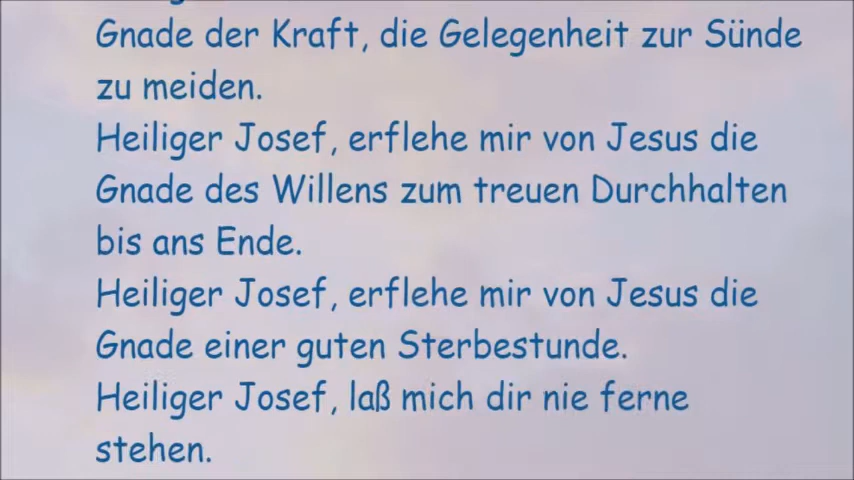 Gnade der Kraft, die Gelegenheit zur Sünde
zu meiden.
Heiliger Josef, erflehe mir von Jesus die
Gnade des Willens zum treuen Durchhalten
bis ans Ende.
Heiliger Josef, erflehe mir von Jesus die
Gnade einer guten Sterbestunde.
Heiliger Josef, laß mich dir nie ferne
stehen.